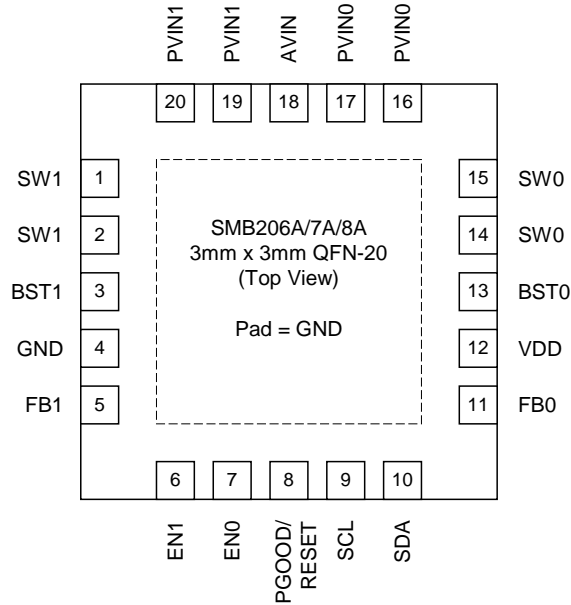 PVIN1
PVIN1
AVIN
PVIN0
PVIN0
20
19
18
17
16
SW1
1
SW1
2
BST1
3
GND
4
FB1
5
SMB206A/7A/8A
3mm x 3mm QFN-20
(Top View)
Pad = GND
15
SW0
14
SW0
13
BST0
12
VDD
11
FB0
6
7
8
9
10
EN1
EN0
PGOOD/
RESET
SCL
SDA